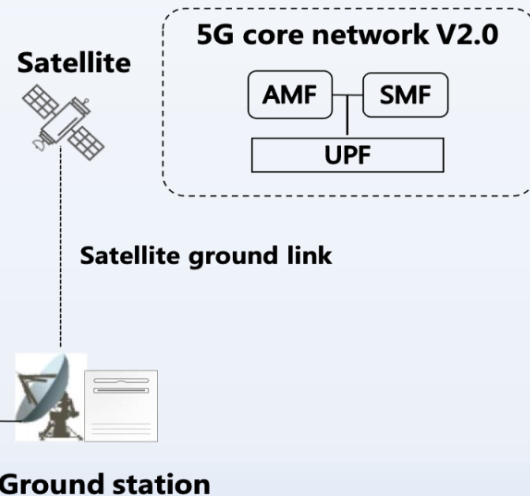 5G core network V2.0
Satellite
AMF
SMF
UPF
Satellite ground link
Ground station